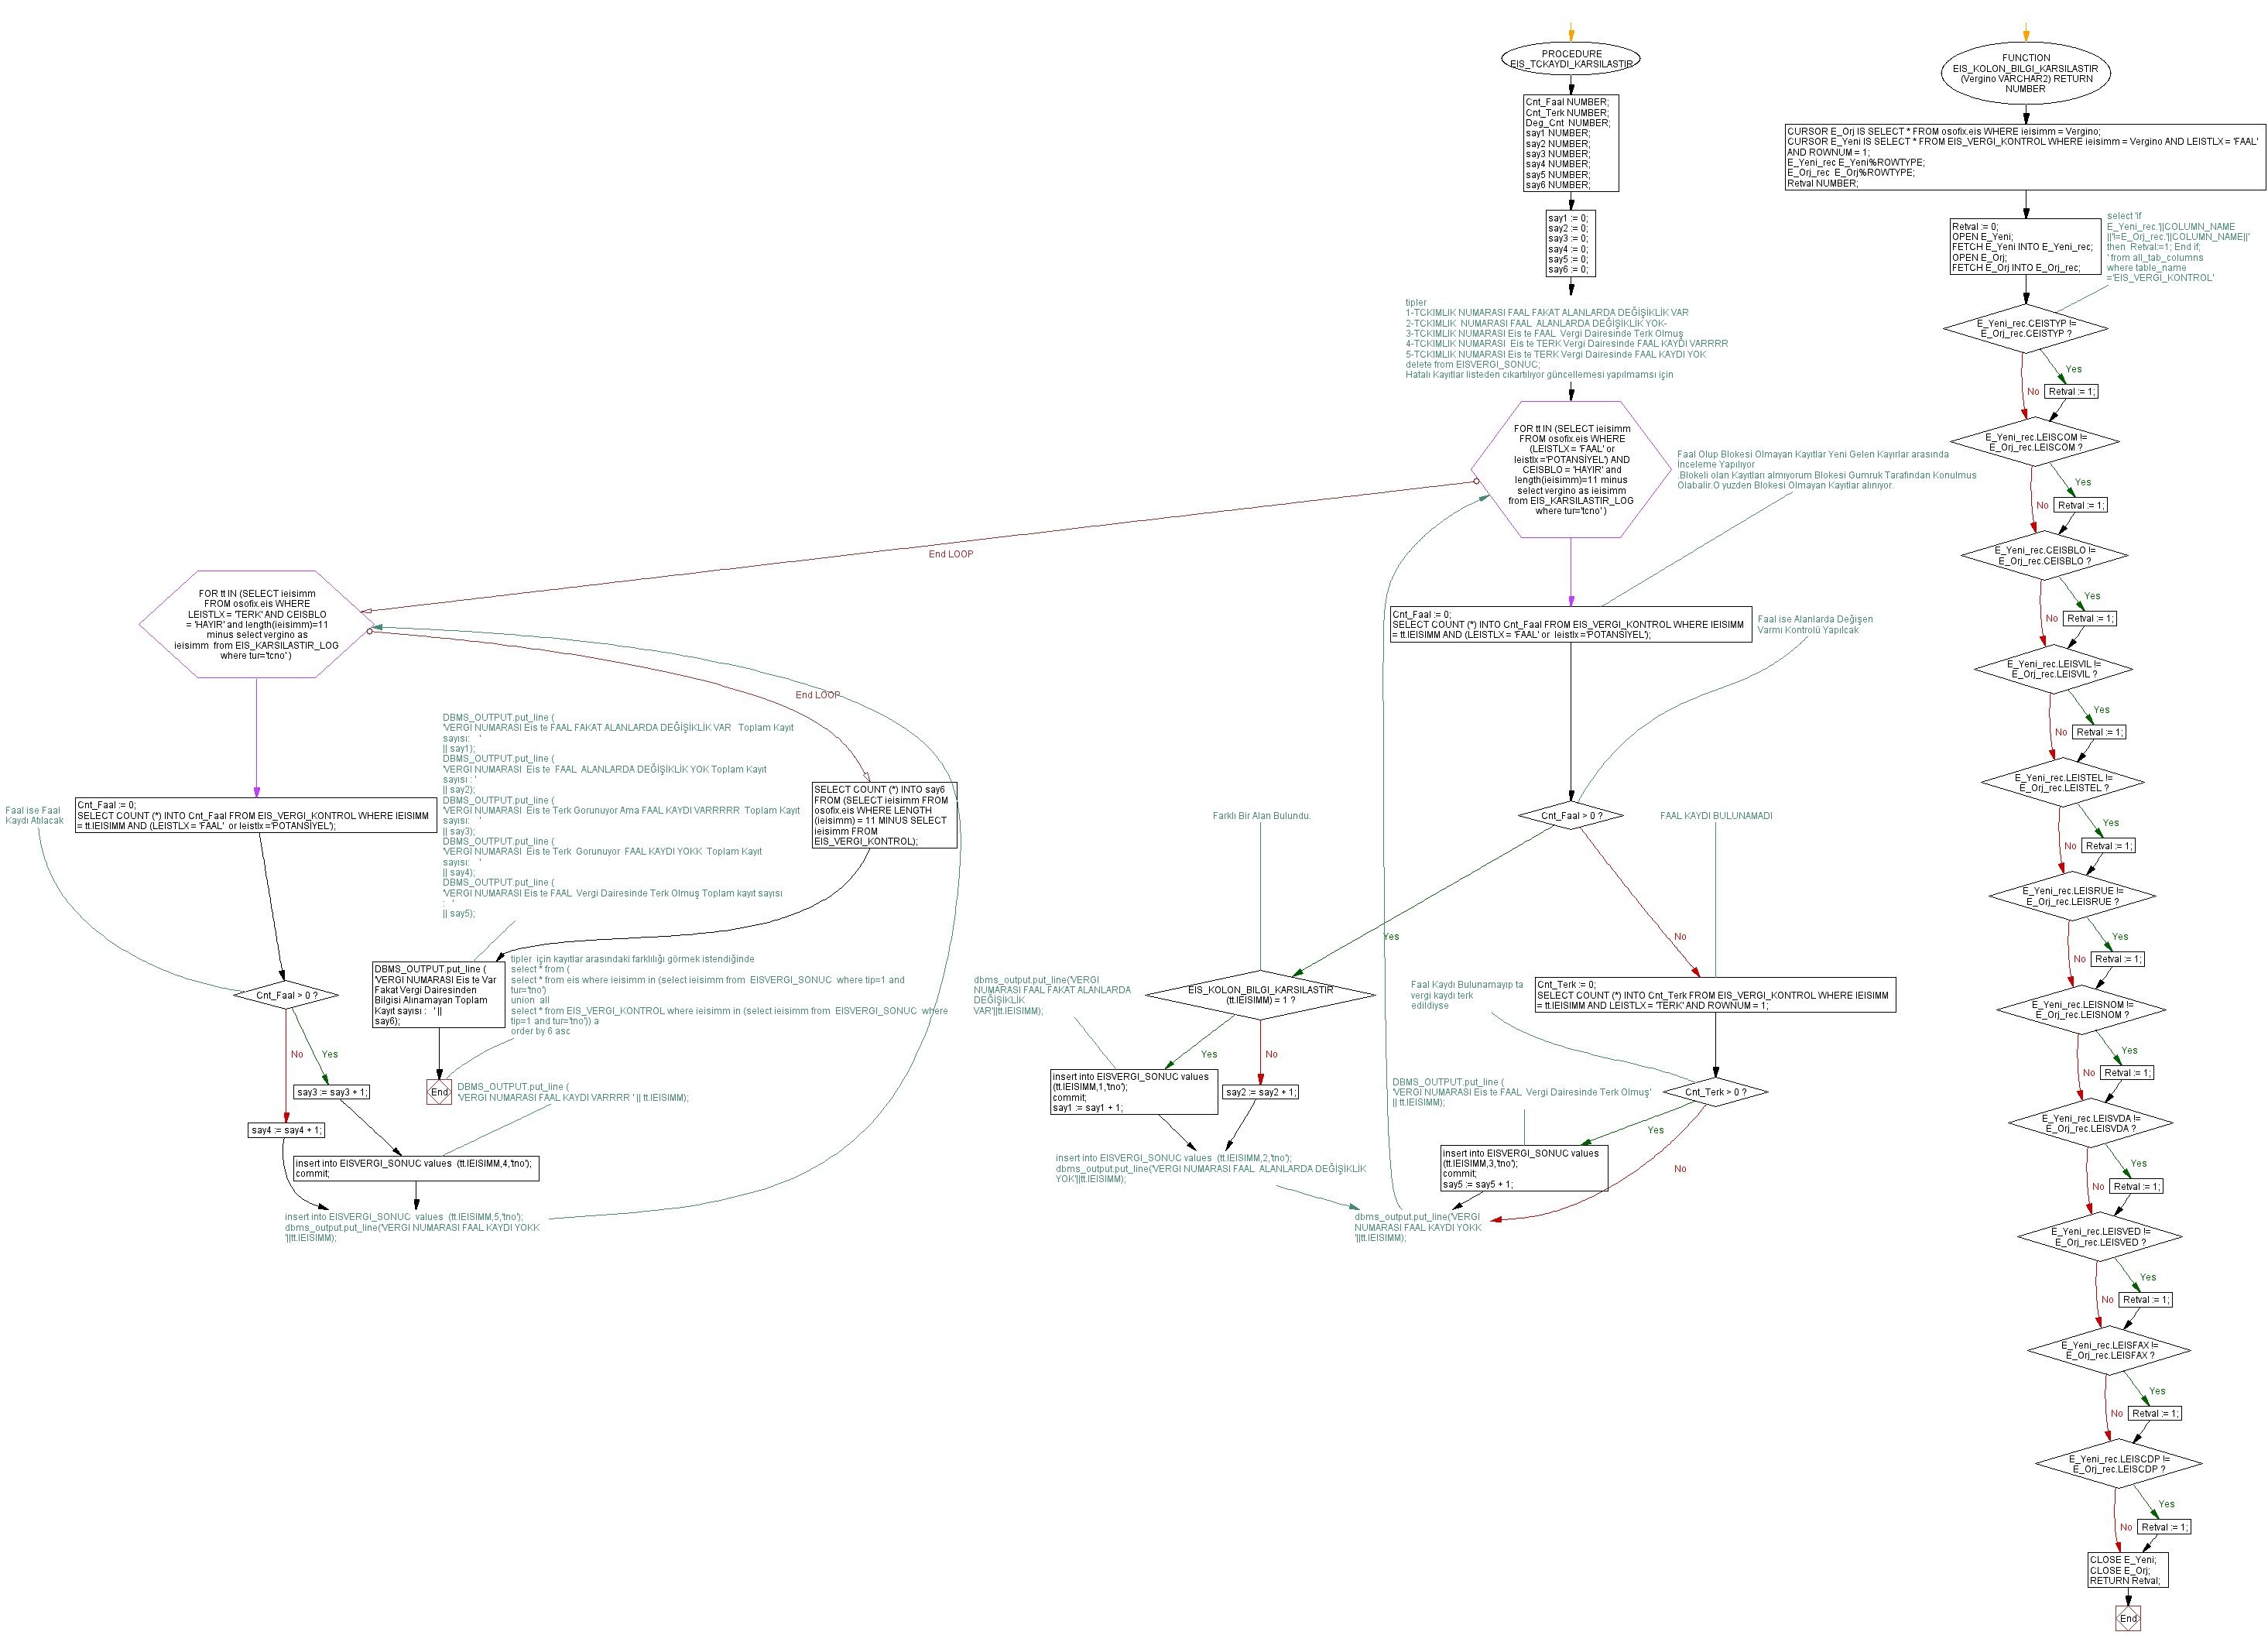 PROCEDURE
EIS_TCKAYDI_KARSILASTIR
Cnt_Faal NUMBER;
Cnt_Terk NUMBER;
Deg_Cnt  NUMBER;
say1 NUMBER;
say2 NUMBER;
say3 NUMBER;
say4 NUMBER;
say5 NUMBER;
say6 NUMBER;
say1 := 0;
say2 := 0;
say3 := 0;
say4 := 0;
say5 := 0;
say6 := 0;
tipler
1-TCKIMLIK NUMARASI FAAL FAKAT ALANLARDA DEĞİŞİKLİK VAR
2-TCKIMLIK  NUMARASI FAAL  ALANLARDA DEĞİŞİKLİK YOK-
3-TCKIMLIK NUMARASI Eis te FAAL  Vergi Dairesinde Terk Olmuş
4-TCKIMLIK NUMARASI  Eis te TERK Vergi Dairesinde FAAL KAYDI VARRRR
5-TCKIMLIK NUMARASI Eis te TERK Vergi Dairesinde FAAL KAYDI YOK
delete from EISVERGI_SONUC;
Hatalı Kayıtlar listeden cıkartılıyor güncellemesi yapılmamsı için
FOR tt IN (SELECT ieisimm
FROM osofix.eis WHERE
(LEISTLX = 'FAAL' or
leistlx ='POTANSİYEL') AND
CEISBLO = 'HAYIR' and
length(ieisimm)=11 minus
select vergino as ieisimm
from EIS_KARSILASTIR_LOG
where tur='tcno' )
Faal Olup Blokesi Olmayan Kayıtlar Yeni Gelen Kayırlar arasında
İnceleme Yapılıyor
.Blokeli olan Kayıtları almıyorum Blokesi Gumruk Tarafından Konulmus
Olabalir.O yuzden Blokesi Olmayan Kayıtlar alınıyor.
End LOOP
Cnt_Faal := 0;
SELECT COUNT (*) INTO Cnt_Faal FROM EIS_VERGI_KONTROL WHERE IEISIMM
= tt.IEISIMM AND (LEISTLX = 'FAAL' or  leistlx ='POTANSİYEL');
Faal ise Alanlarda Değişen
Varmı Kontrolü Yapılcak
Cnt_Faal > 0 ?
Yes
No
Farklı Bir Alan Bulundu.
FAAL KAYDI BULUNAMADI
EIS_KOLON_BILGI_KARSILASTIR
(tt.IEISIMM) = 1 ?
Yes
No
dbms_output.put_line('VERGI
NUMARASI FAAL FAKAT ALANLARDA
DEĞİŞİKLİK
VAR'||tt.IEISIMM);
insert into EISVERGI_SONUC values
(tt.IEISIMM,1,'tno');
commit;
say1 := say1 + 1;
say2 := say2 + 1;
insert into EISVERGI_SONUC values  (tt.IEISIMM,2,'tno');
dbms_output.put_line('VERGI NUMARASI FAAL  ALANLARDA DEĞİŞİKLİK
YOK'||tt.IEISIMM);
Cnt_Terk := 0;
SELECT COUNT (*) INTO Cnt_Terk FROM EIS_VERGI_KONTROL WHERE IEISIMM
= tt.IEISIMM AND LEISTLX = 'TERK' AND ROWNUM = 1;
Faal Kaydı Bulunamayıp ta
vergi kaydı terk
edildiyse
Cnt_Terk > 0 ?
Yes
No
DBMS_OUTPUT.put_line (
'VERGI NUMARASI Eis te FAAL  Vergi Dairesinde Terk Olmuş'
|| tt.IEISIMM);
insert into EISVERGI_SONUC values
(tt.IEISIMM,3,'tno');
commit;
say5 := say5 + 1;
dbms_output.put_line('VERGI
NUMARASI FAAL KAYDI YOKK
'||tt.IEISIMM);
FOR tt IN (SELECT ieisimm
FROM osofix.eis WHERE
LEISTLX = 'TERK' AND CEISBLO
= 'HAYIR' and length(ieisimm)=11
minus select vergino as
ieisimm  from EIS_KARSILASTIR_LOG
where tur='tcno' )
End LOOP
Cnt_Faal := 0;
SELECT COUNT (*) INTO Cnt_Faal FROM EIS_VERGI_KONTROL WHERE IEISIMM
= tt.IEISIMM AND (LEISTLX = 'FAAL'  or leistlx ='POTANSİYEL');
Faal ise Faal
Kaydı Atılacak
Cnt_Faal > 0 ?
No
Yes
say3 := say3 + 1;
say4 := say4 + 1;
DBMS_OUTPUT.put_line (
'VERGI NUMARASI FAAL KAYDI VARRRR ' || tt.IEISIMM);
insert into EISVERGI_SONUC values  (tt.IEISIMM,4,'tno');
commit;
insert into EISVERGI_SONUC  values  (tt.IEISIMM,5,'tno');
dbms_output.put_line('VERGI NUMARASI FAAL KAYDI YOKK
'||tt.IEISIMM);
SELECT COUNT (*) INTO say6
FROM (SELECT ieisimm FROM
osofix.eis WHERE LENGTH
(ieisimm) = 11 MINUS SELECT
ieisimm FROM
EIS_VERGI_KONTROL);
DBMS_OUTPUT.put_line (
'VERGI NUMARASI Eis te FAAL FAKAT ALANLARDA DEĞİŞİKLİK VAR   Toplam Kayıt
sayısı:    '
|| say1);
DBMS_OUTPUT.put_line (
'VERGI NUMARASI  Eis te  FAAL  ALANLARDA DEĞİŞİKLİK YOK Toplam Kayıt
sayısı : '
|| say2);
DBMS_OUTPUT.put_line (
'VERGI NUMARASI  Eis te Terk Gorunuyor Ama FAAL KAYDI VARRRRR  Toplam Kayıt
sayısı:    '
|| say3);
DBMS_OUTPUT.put_line (
'VERGI NUMARASI  Eis te Terk  Gorunuyor  FAAL KAYDI YOKK  Toplam Kayıt
sayısı:    '
|| say4);
DBMS_OUTPUT.put_line (
'VERGI NUMARASI Eis te FAAL  Vergi Dairesinde Terk Olmuş Toplam kayıt sayısı
:  '
|| say5);
DBMS_OUTPUT.put_line (
'VERGI NUMARASI Eis te Var
Fakat Vergi Dairesinden
Bilgisi Alınamayan Toplam
Kayıt sayısı :   ' ||
say6);
tipler  için kayıtlar arasındaki farklılığı görmek istendiğinde
select * from (
select * from eis where ieisimm in (select ieisimm from  EISVERGI_SONUC  where tip=1 and
tur='tno')
union  all
select * from EIS_VERGI_KONTROL where ieisimm in (select ieisimm from  EISVERGI_SONUC  where
tip=1 and tur='tno')) a
order by 6 asc
End
FUNCTION
EIS_KOLON_BILGI_KARSILASTIR
(Vergino VARCHAR2) RETURN
NUMBER
CURSOR E_Orj IS SELECT * FROM osofix.eis WHERE ieisimm = Vergino;
CURSOR E_Yeni IS SELECT * FROM EIS_VERGI_KONTROL WHERE ieisimm = Vergino AND LEISTLX = 'FAAL'
AND ROWNUM = 1;
E_Yeni_rec E_Yeni%ROWTYPE;
E_Orj_rec  E_Orj%ROWTYPE;
Retval NUMBER;
Retval := 0;
OPEN E_Yeni;
FETCH E_Yeni INTO E_Yeni_rec;
OPEN E_Orj;
FETCH E_Orj INTO E_Orj_rec;
select 'if
E_Yeni_rec.'||COLUMN_NAME
||'!=E_Orj_rec.'||COLUMN_NAME||'
then  Retval:=1; End if;
' from all_tab_columns
where table_name
='EIS_VERGI_KONTROL'
E_Yeni_rec.CEISTYP !=
E_Orj_rec.CEISTYP ?
Yes
No
Retval := 1;
E_Yeni_rec.LEISCOM !=
E_Orj_rec.LEISCOM ?
Yes
No
Retval := 1;
E_Yeni_rec.CEISBLO !=
E_Orj_rec.CEISBLO ?
Yes
No
Retval := 1;
E_Yeni_rec.LEISVIL !=
E_Orj_rec.LEISVIL ?
Yes
No
Retval := 1;
E_Yeni_rec.LEISTEL !=
E_Orj_rec.LEISTEL ?
Yes
No
Retval := 1;
E_Yeni_rec.LEISRUE !=
E_Orj_rec.LEISRUE ?
Yes
No
Retval := 1;
E_Yeni_rec.LEISNOM !=
E_Orj_rec.LEISNOM ?
Yes
No
Retval := 1;
E_Yeni_rec.LEISVDA !=
E_Orj_rec.LEISVDA ?
Yes
No
Retval := 1;
E_Yeni_rec.LEISVED !=
E_Orj_rec.LEISVED ?
Yes
No
Retval := 1;
E_Yeni_rec.LEISFAX !=
E_Orj_rec.LEISFAX ?
Yes
No
Retval := 1;
E_Yeni_rec.LEISCDP !=
E_Orj_rec.LEISCDP ?
Yes
No
Retval := 1;
CLOSE E_Yeni;
CLOSE E_Orj;
RETURN Retval;
End